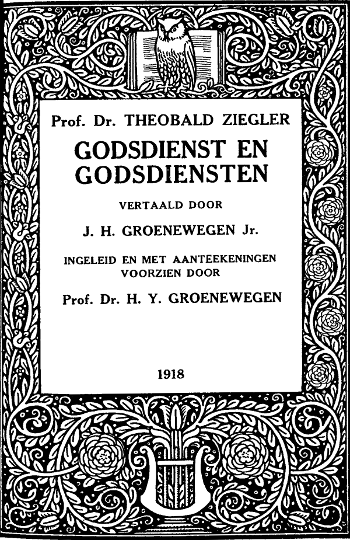 Prof. Dr. THEOBALD ZIEGLER
GODSDIENST EN
GODSDIENSTEN
VERTAALD DOOR
J. H. GROENEWEGEN Jr.
INGELEID EN MET AANTEEKENINGEN
VOORZIEN DOOR
Prof. Dr. H. Y. GROENEWEGEN
1918